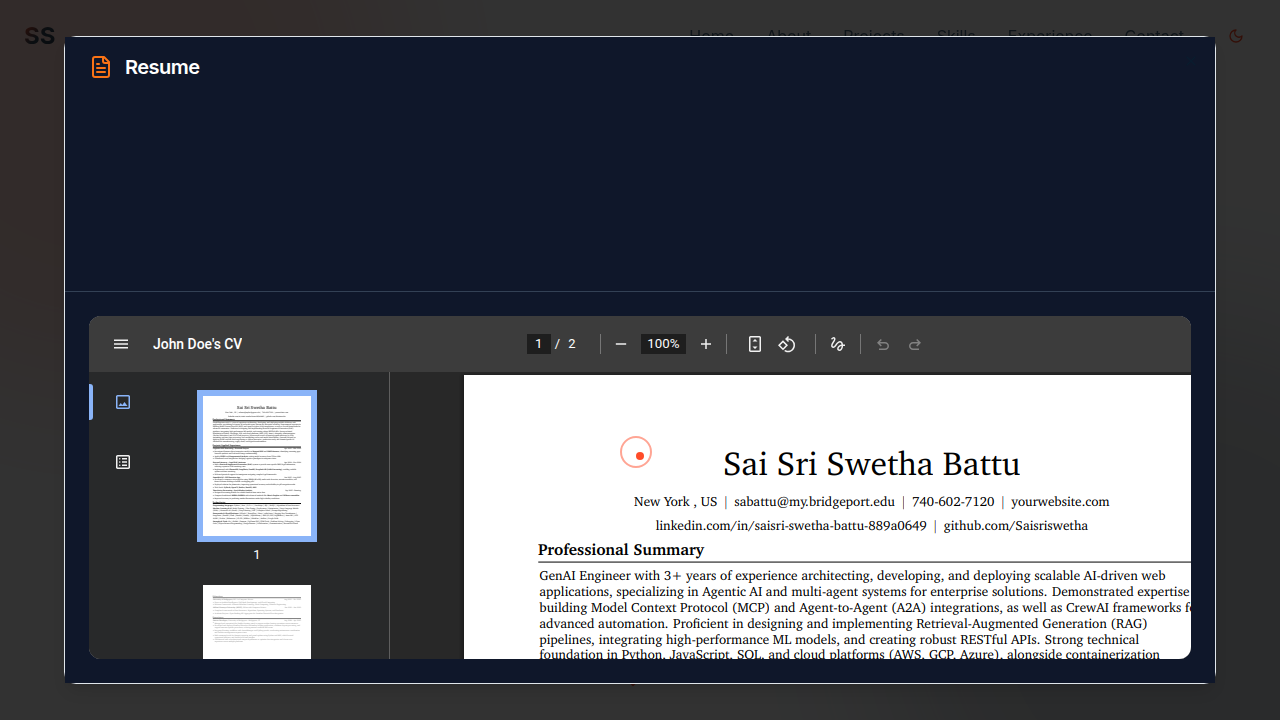 SS
Home About Projects Skills Experience Contact
Resume
John Doe's CV
1 / 2
100%
Sai Sri Swetha Battu
1
Sai Sri Swetha Battu
New York , US | sabattu@my.bridgeport.edu | 740-602-7120 | yourwebsite.com
linkedin.com/in/saisri-swetha-battu-889a0649 | github.com/Saisriswetha
Professional Summary
GenAI Engineer with 3+ years of experience architecting, developing, and deploying scalable AI-driven web
applications, specializing in Agentic AI and multi-agent systems for enterprise solutions. Demonstrated expertise
building Model Context Protocol (MCP) and Agent-to-Agent (A2A) integrations, as well as CrewAI frameworks fo
advanced automation. Proficient in designing and implementing Retrieval-Augmented Generation (RAG)
pipelines, integrating high-performance ML models, and creating robust RESTful APIs. Strong technical
foundation in Python, JavaScript, SQL, and cloud platforms (AWS, GCP, Azure), alongside containerization